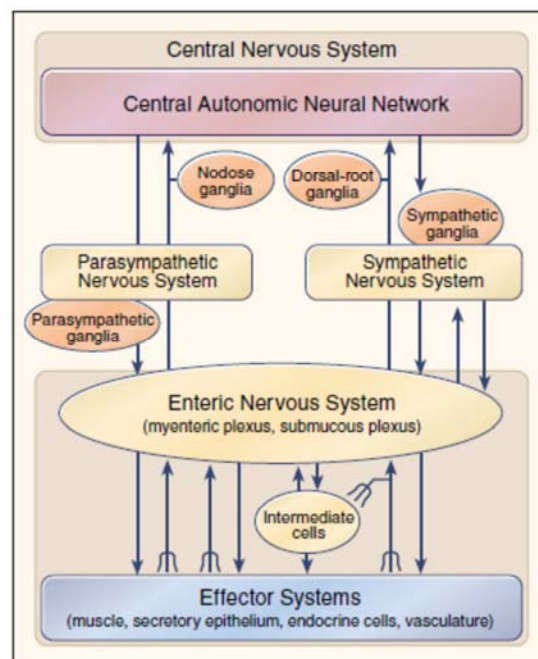 Central Nervous System
Central Autonomic Neural Network
Nodose
ganglia
Dorsal-root
ganglia
Sympathetic
ganglia
Parasympathetic
Nervous System
Sympathetic
Nervous System
Parasympathetic
ganglia
Enteric Nervous System
(myenteric plexus, submucous plexus)
Intermediate
cells
Effector Systems
(muscle, secretory epithelium, endocrine cells, vasculature)